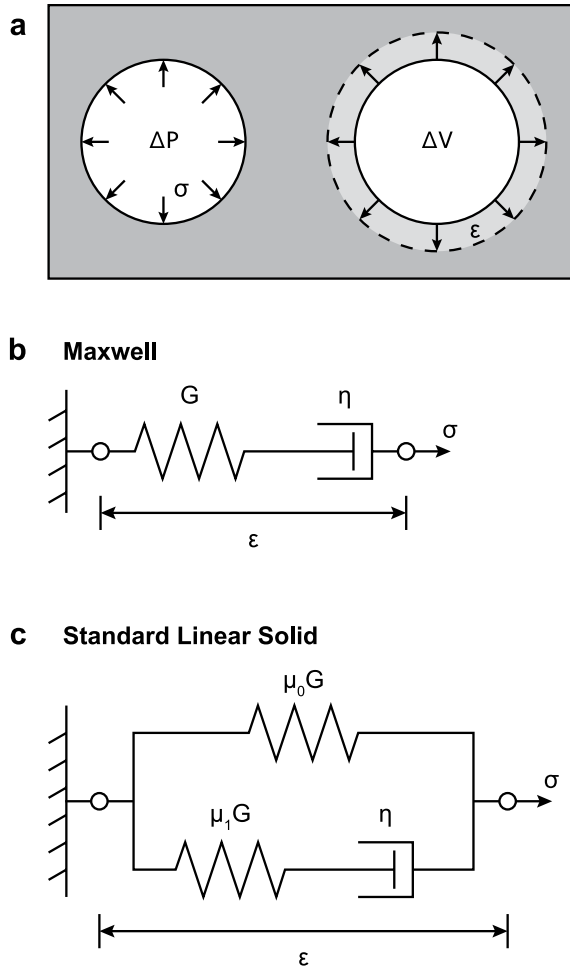 a
ΔP
σ
ΔV
ε
b Maxwell
G
η
σ
ε
c Standard Linear Solid
μ₀G
σ
μ₁G
η
ε